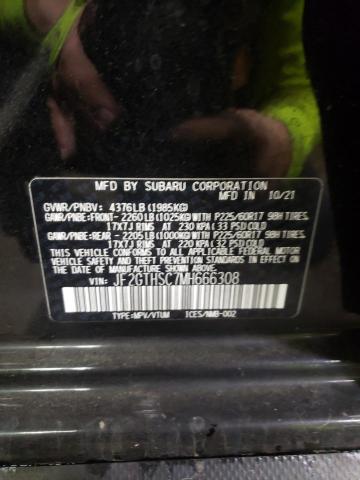 MFD BY SUBARU CORPORATION
MFD IN 10/21
GVWR/PNBV: 4376LB(1985KG)
GAWR/PNBE:FRONT-2260LB(1025KG)WITH P225/60R17 98H TIRES,
17X7J RIMS AT 230 KPA(33 PSI)COLD
GAWR/PNBE:REAR -2205LB(1000KG)WITH P225/60R17 98H TIRES,
17X7J RIMS AT 220 KPA(32 PSI)COLD
THIS VEHICLE CONFORMS TO ALL APPLICABLE FEDERAL
MOTOR VEHICLE SAFETY, BUMPER, AND THEFT PREVENTION
STANDARDS IN EFFECT ON THE DATE OF MANUFACTURE
SHOWN ABOVE.
VIN: JF2GTHSC7MH666308
TYPE:MPV/VTUM ICES/NMB-002